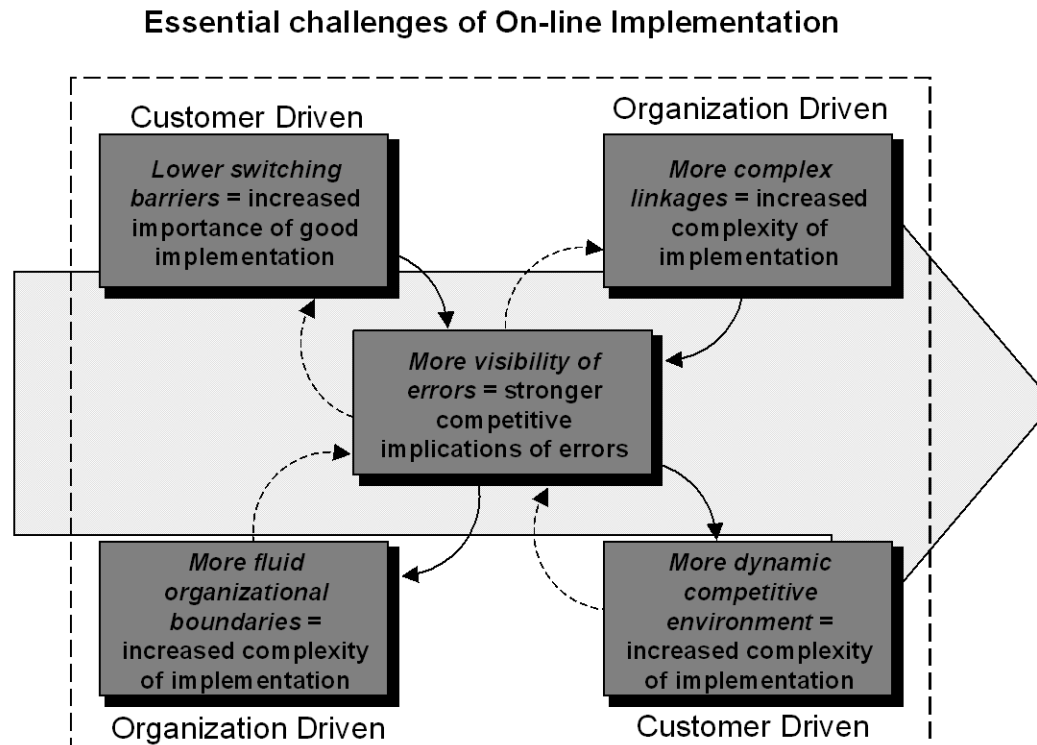 Essential challenges of On-line Implementation
Customer Driven
Lower switching
barriers = increased
importance of good
implementation
Organization Driven
More complex
linkages = increased
complexity of
implementation
More visibility of
errors = stronger
competitive
implications of errors
More fluid
organizational
boundaries =
increased complexity
of implementation
Organization Driven
More dynamic
competitive
environment =
increased complexity
of implementation
Customer Driven